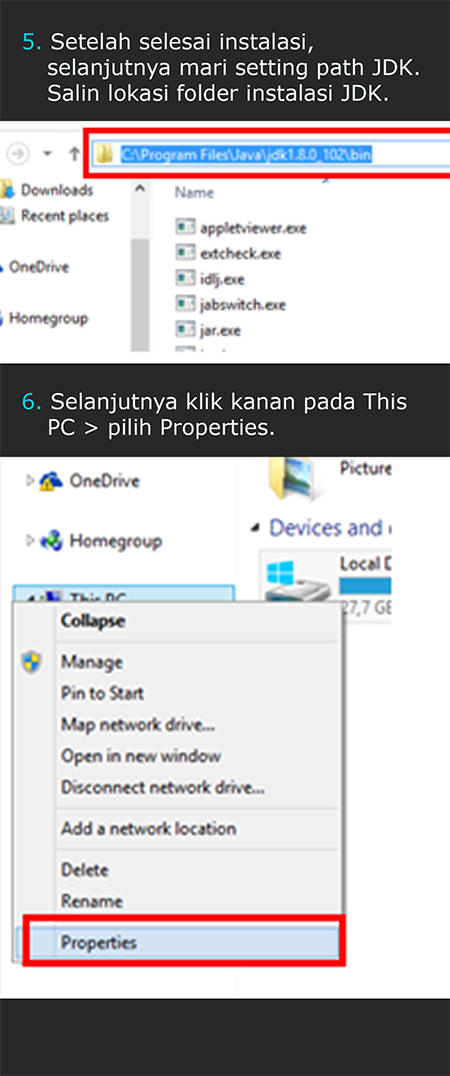 5. Setelah selesai instalasi,
selanjutnya mari setting path JDK.
Salin lokasi folder instalasi JDK.
C:\Program Files\Java\jdk1.8.0_102\bin
Downloads
Recent places
OneDrive
Homegroup
Name
appletviewer.exe
extcheck.exe
idlj.exe
jabswitch.exe
jar.exe
6. Selanjutnya klik kanan pada This
PC > pilih Properties.
OneDrive
Homegroup
This PC
Picture
Devices and
Local D
27,7 GB
Collapse
Manage
Pin to Start
Map network drive...
Open in new window
Disconnect network drive...
Add a network location
Delete
Rename
Properties